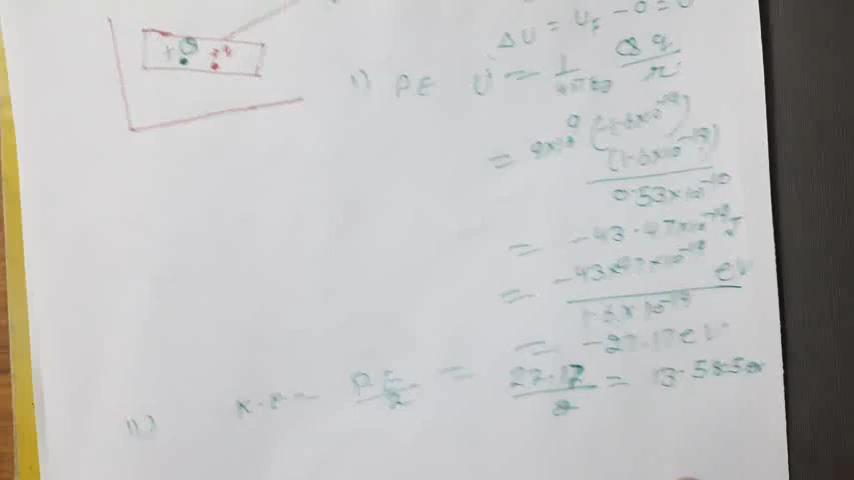 ΔU = U_f - 0 = U
i) P E U = 1/4πε₀ Qq/r
= 9×10⁹ (-1.6×10⁻¹⁹) (1.6×10⁻¹⁹) / 0.53×10⁻¹⁰
= -43.47×10⁻¹⁹ J
= -43.47×10⁻¹⁹ / 1.6×10⁻¹⁹ eV
= -27.17 eV
ii) K.E = P.E/2 = 27.17/2 = 13.585 eV